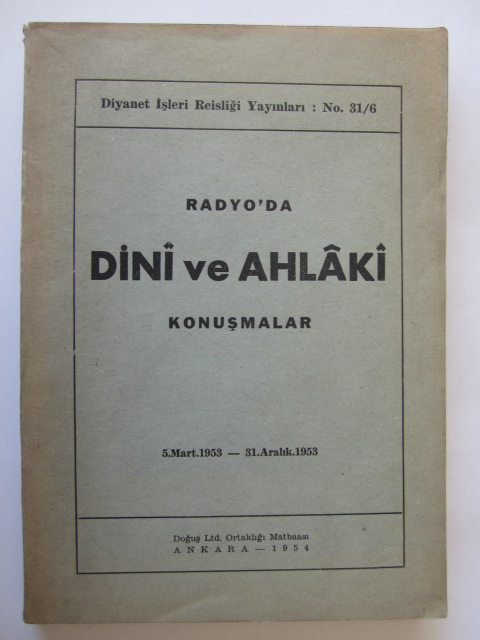 Diyanet İşleri Reisliği Yayınları : No. 31/6
RADYO'DA
DİNÎ ve AHLÂKÎ
KONUŞMALAR
5.Mart.1953 — 31.Aralık.1953
Doğuş Ltd. Ortaklığı Matbaası
ANKARA — 1954